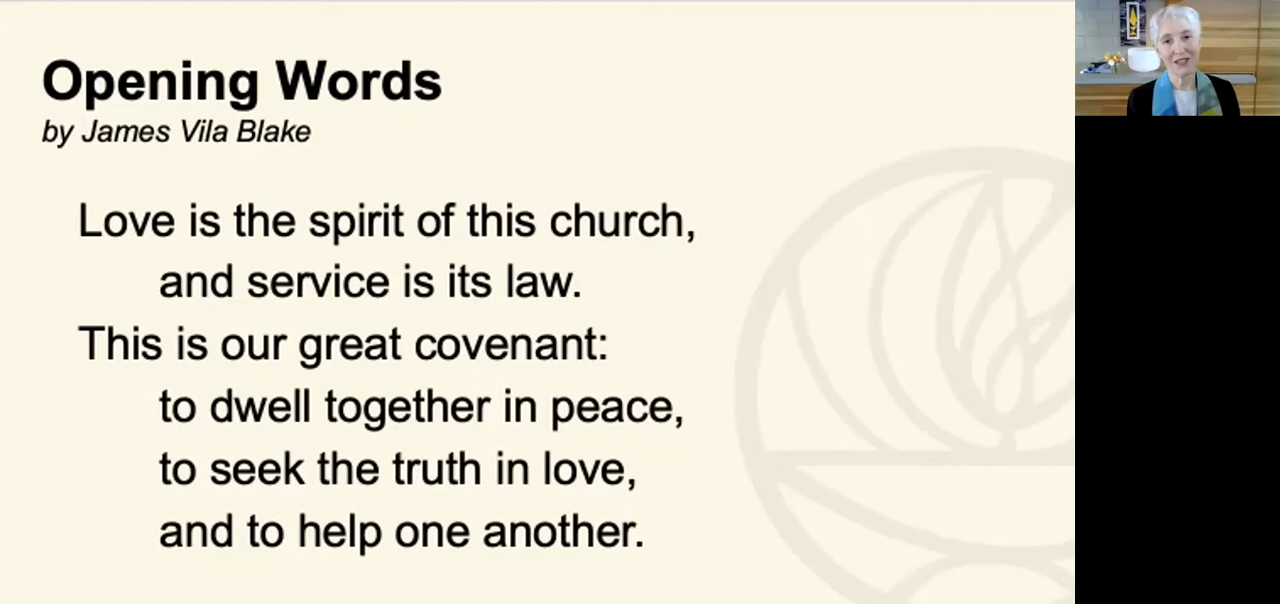 Opening Words
by James Vila Blake
Love is the spirit of this church,
and service is its law.
This is our great covenant:
to dwell together in peace,
to seek the truth in love,
and to help one another.